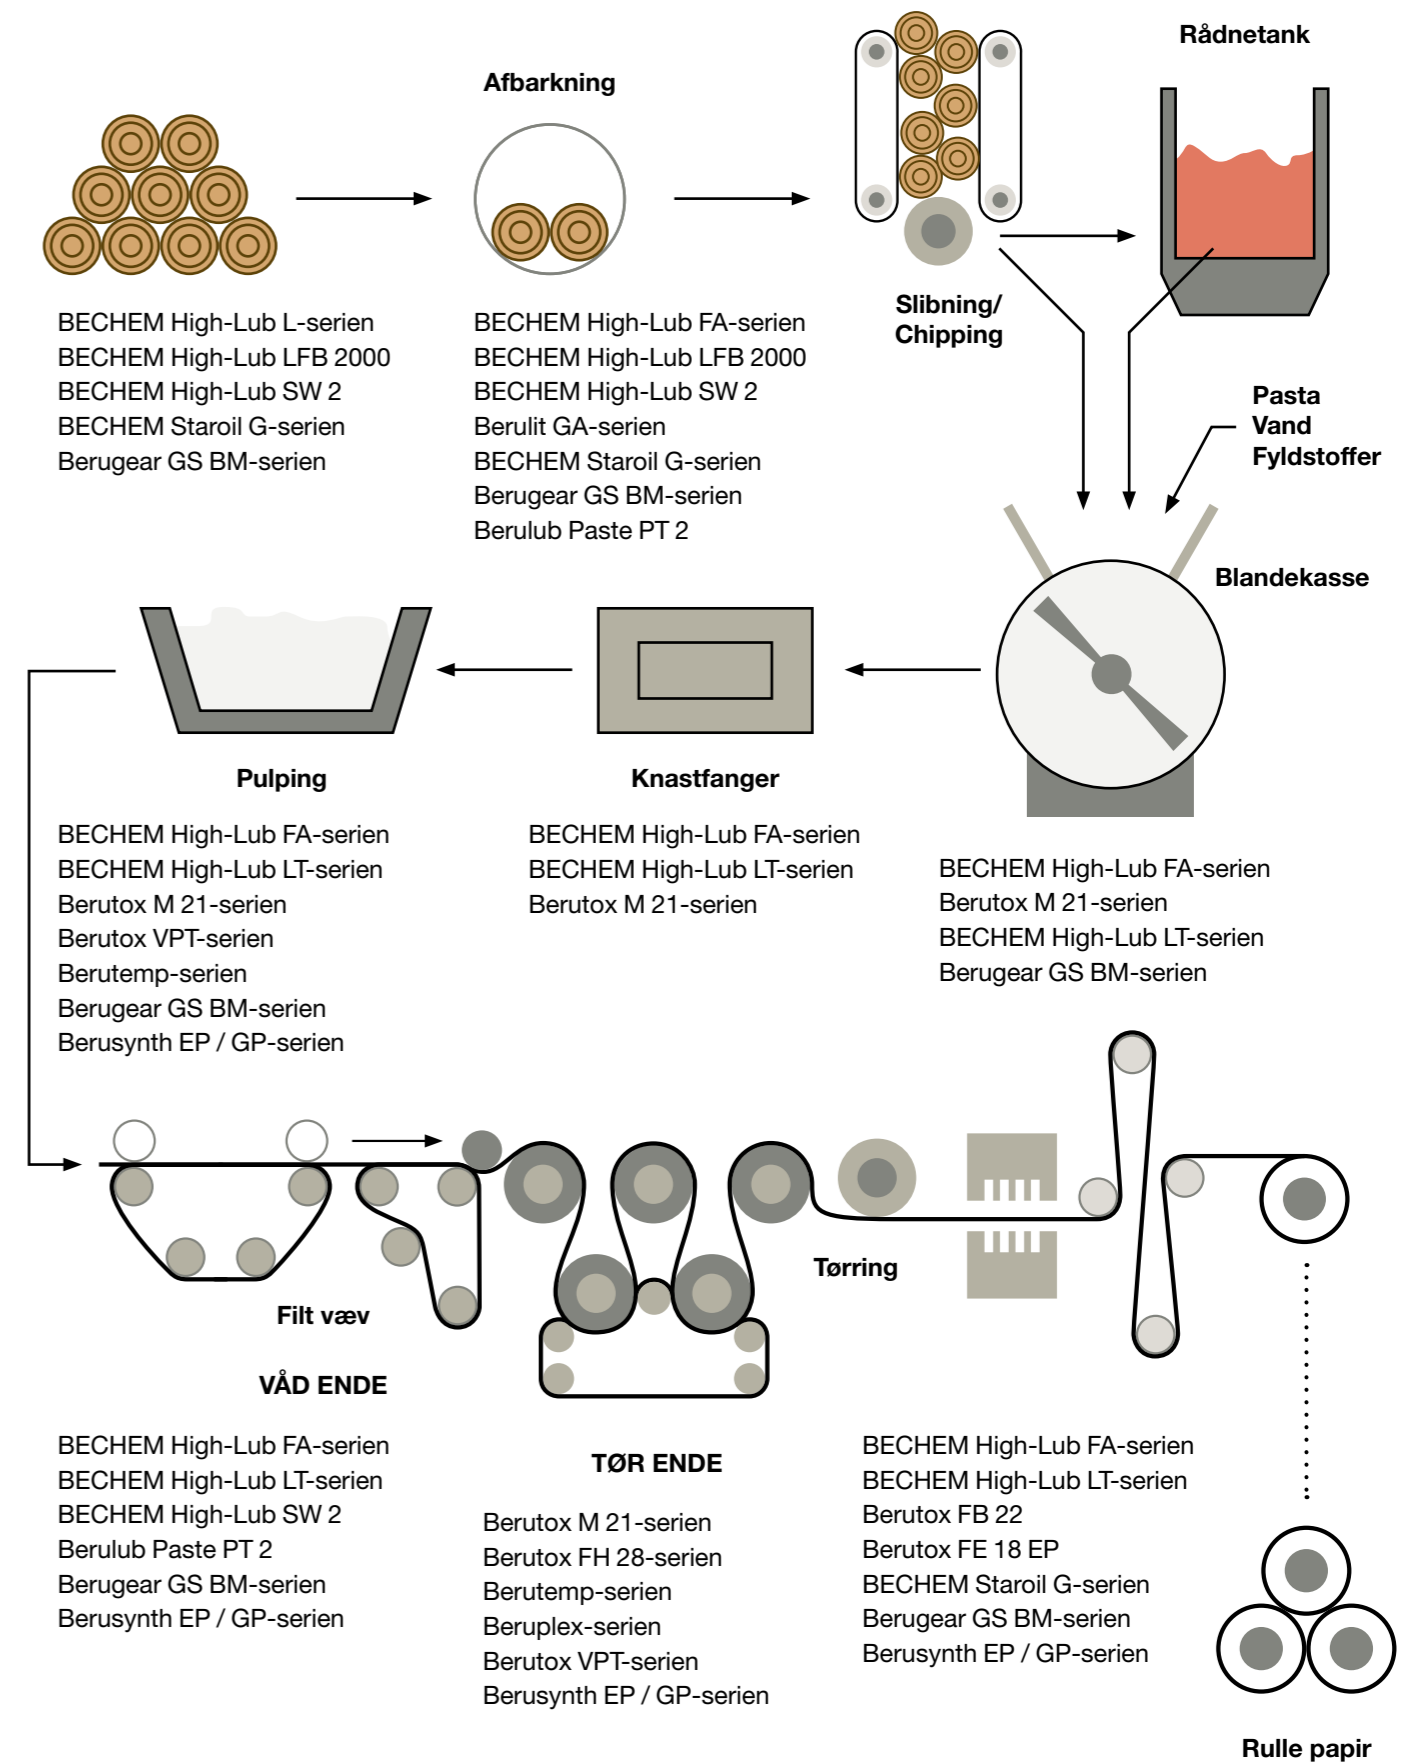 Afbarkning
Rådnetank
Slibning/
Chipping
BECHEM High-Lub L-serien
BECHEM High-Lub LFB 2000
BECHEM High-Lub SW 2
BECHEM Staroil G-serien
Berugear GS BM-serien
BECHEM High-Lub FA-serien
BECHEM High-Lub LFB 2000
BECHEM High-Lub SW 2
Berulit GA-serien
BECHEM Staroil G-serien
Berugear GS BM-serien
Berulub Paste PT 2
Pasta
Vand
Fyldstoffer
Blandekasse
Pulping
BECHEM High-Lub FA-serien
BECHEM High-Lub LT-serien
Berutox M 21-serien
Berutox VPT-serien
Berutemp-serien
Berugear GS BM-serien
Berusynth EP / GP-serien
Knastfanger
BECHEM High-Lub FA-serien
BECHEM High-Lub LT-serien
Berutox M 21-serien
BECHEM High-Lub FA-serien
Berutox M 21-serien
BECHEM High-Lub LT-serien
Berugear GS BM-serien
Filt væv
Tørring
VÅD ENDE
BECHEM High-Lub FA-serien
BECHEM High-Lub LT-serien
BECHEM High-Lub SW 2
Berulub Paste PT 2
Berugear GS BM-serien
Berusynth EP / GP-serien
TØR ENDE
Berutox M 21-serien
Berutox FH 28-serien
Berutemp-serien
Beruplex-serien
Berutox VPT-serien
Berusynth EP / GP-serien
BECHEM High-Lub FA-serien
BECHEM High-Lub LT-serien
Berutox FB 22
Berutox FE 18 EP
BECHEM Staroil G-serien
Berugear GS BM-serien
Berusynth EP / GP-serien
Rulle papir